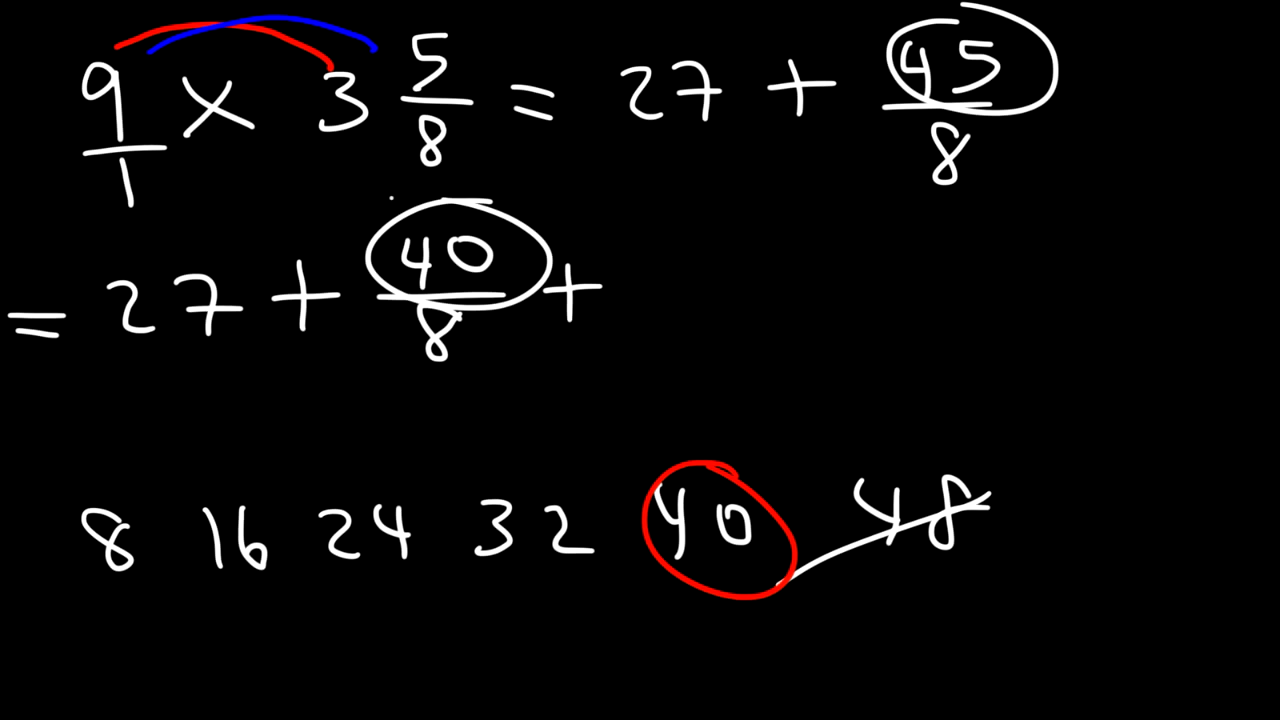 9/1 × 3 5/8 = 27 + 45/8
= 27 + 40/8 +
8 16 24 32 40 48